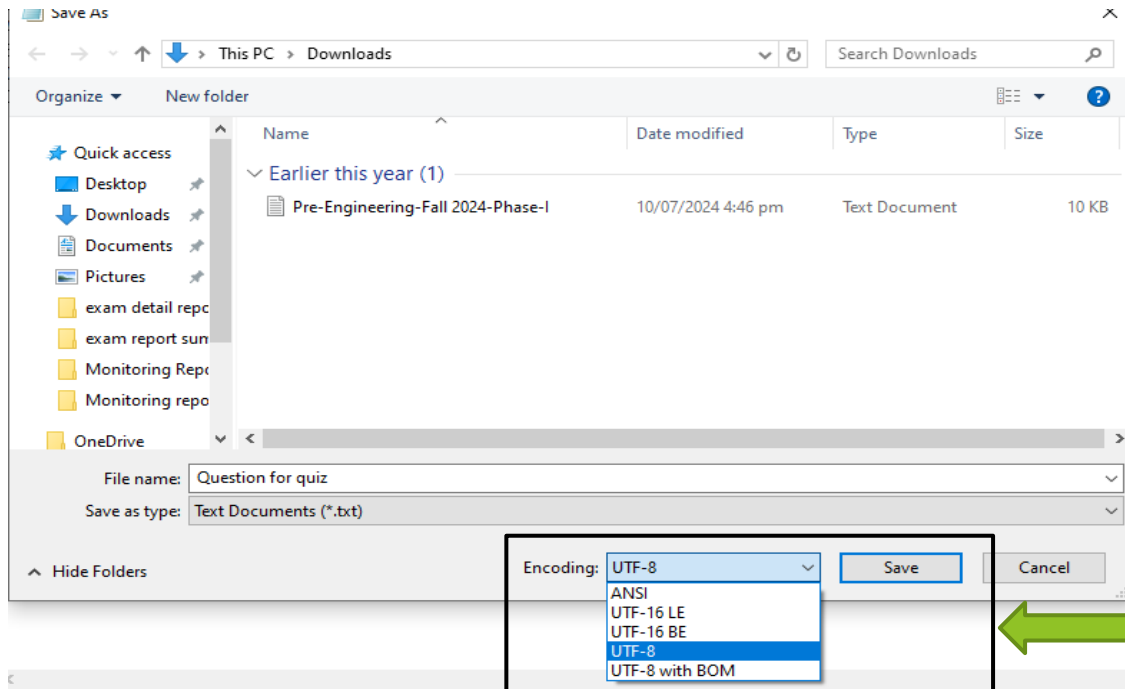 Save As
This PC > Downloads
Search Downloads
Organize
New folder
Name
Date modified
Type
Size
Quick access
Desktop
Downloads
Documents
Pictures
exam detail repo
exam report sum
Monitoring Repo
Monitoring repo
OneDrive
Earlier this year (1)
Pre-Engineering-Fall 2024-Phase-I
10/07/2024 4:46 pm
Text Document
10 KB
File name: Question for quiz
Save as type: Text Documents (*.txt)
Hide Folders
Encoding: UTF-8
Save
Cancel
ANSI
UTF-16 LE
UTF-16 BE
UTF-8
UTF-8 with BOM